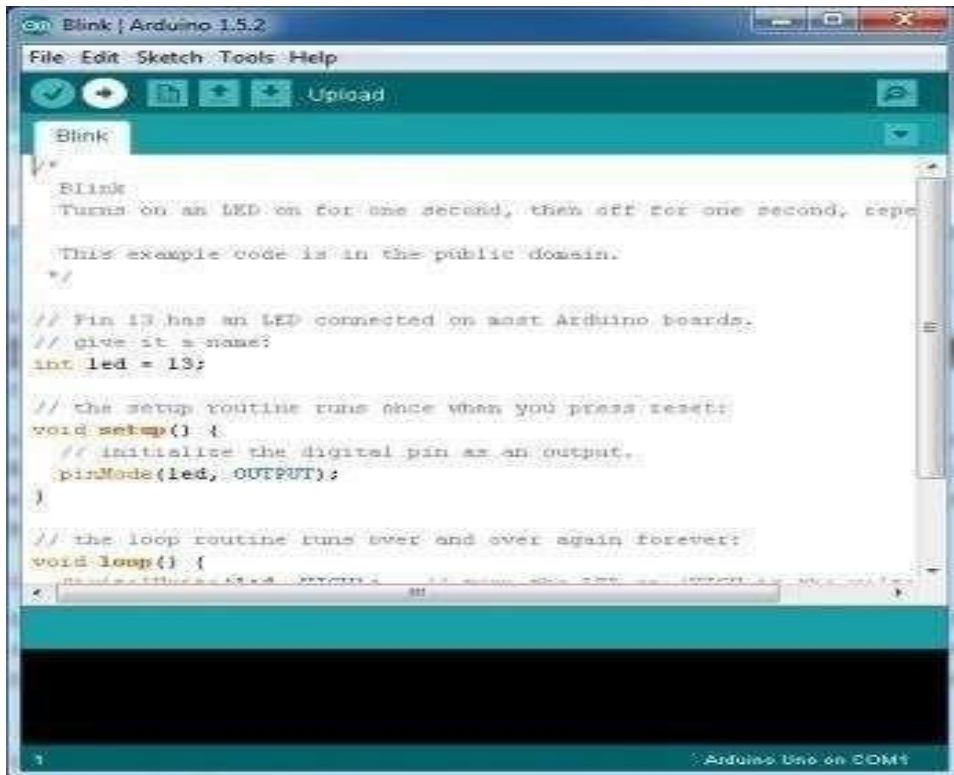 Blink | Arduino 1.5.2
File Edit Sketch Tools Help
Upload
Blink
/*
Blink
Turns on an LED on for one second, then off for one second, repe
This example code is in the public domain.
*/
// Pin 13 has an LED connected on most Arduino boards.
// give it a name:
int led = 13;
// the setup routine runs once when you press reset:
void setup() {
// initialize the digital pin as an output.
pinMode(led, OUTPUT);
}
// the loop routine runs over and over again forever:
void loop() {
1
Arduino Uno on COM1